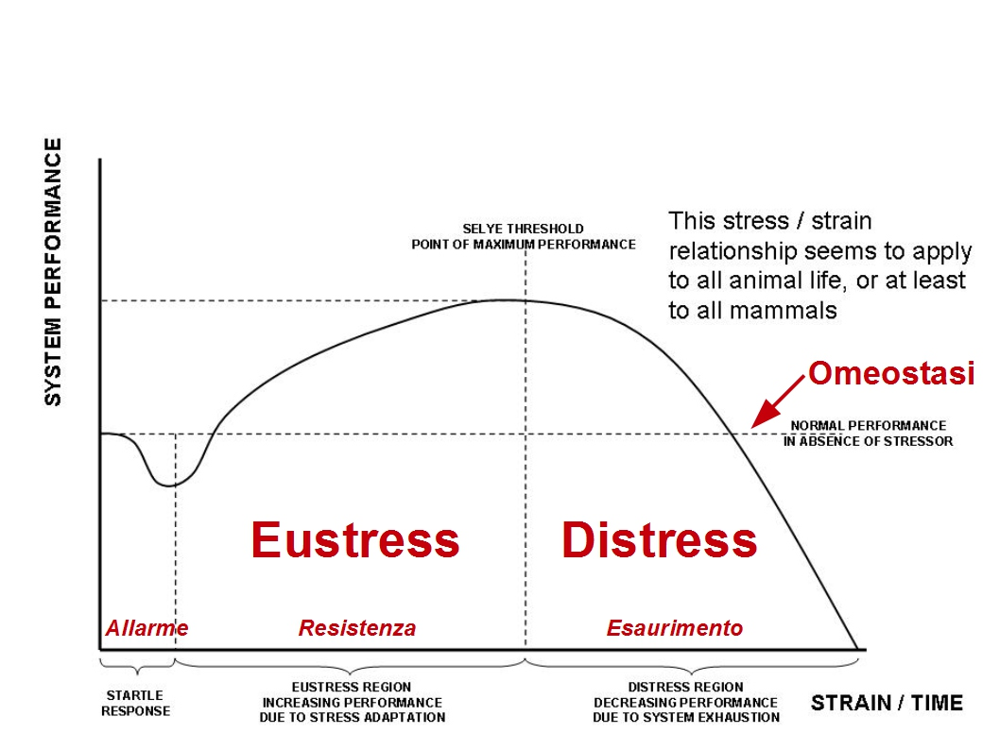 SYSTEM PERFORMANCE
SELYE THRESHOLD
POINT OF MAXIMUM PERFORMANCE
This stress / strain
relationship seems to apply
to all animal life, or at least
to all mammals
Omeostasi
NORMAL PERFORMANCE
IN ABSENCE OF STRESSOR
Eustress
Distress
Allarme
Resistenza
Esaurimento
STARTLE
RESPONSE
EUSTRESS REGION
INCREASING PERFORMANCE
DUE TO STRESS ADAPTATION
DISTRESS REGION
DECREASING PERFORMANCE
DUE TO SYSTEM EXHAUSTION
STRAIN / TIME